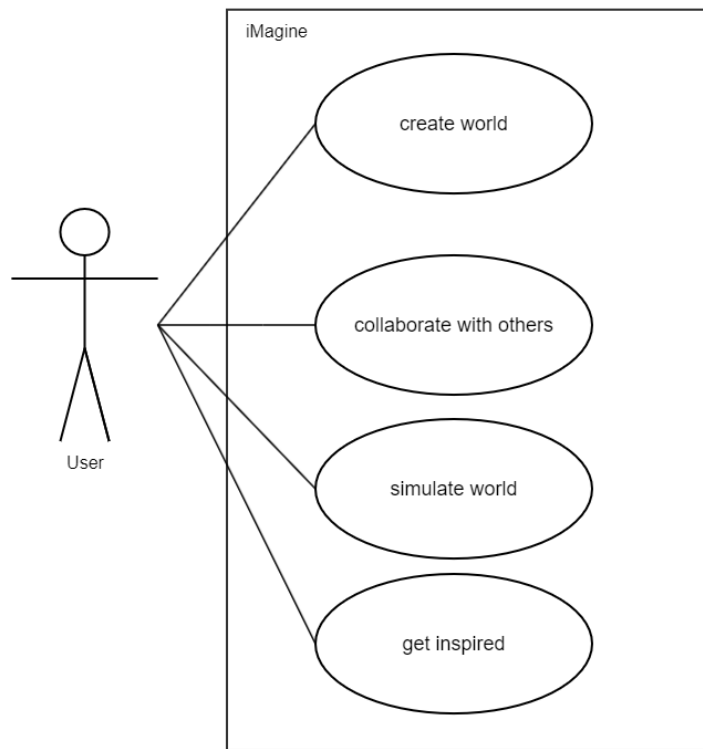 iMagine
create world
collaborate with others
simulate world
get inspired
User